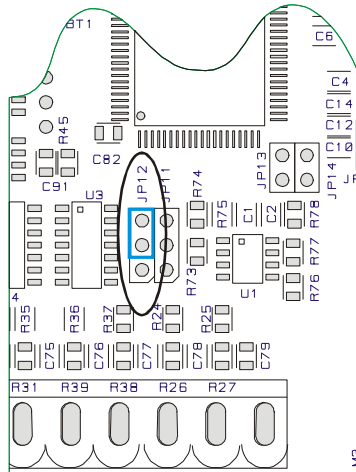 BT1
C6
C4
C14
C12
C10
R45
C82
C91
U3
JP12
JP11
R74
JP13
JP14
R75
C1
C2
R78
R73
U1
R77
R76
4
R35
R36
R37
R24
R25
C75
C76
C77
C78
C79
R31
R39
R38
R26
R27